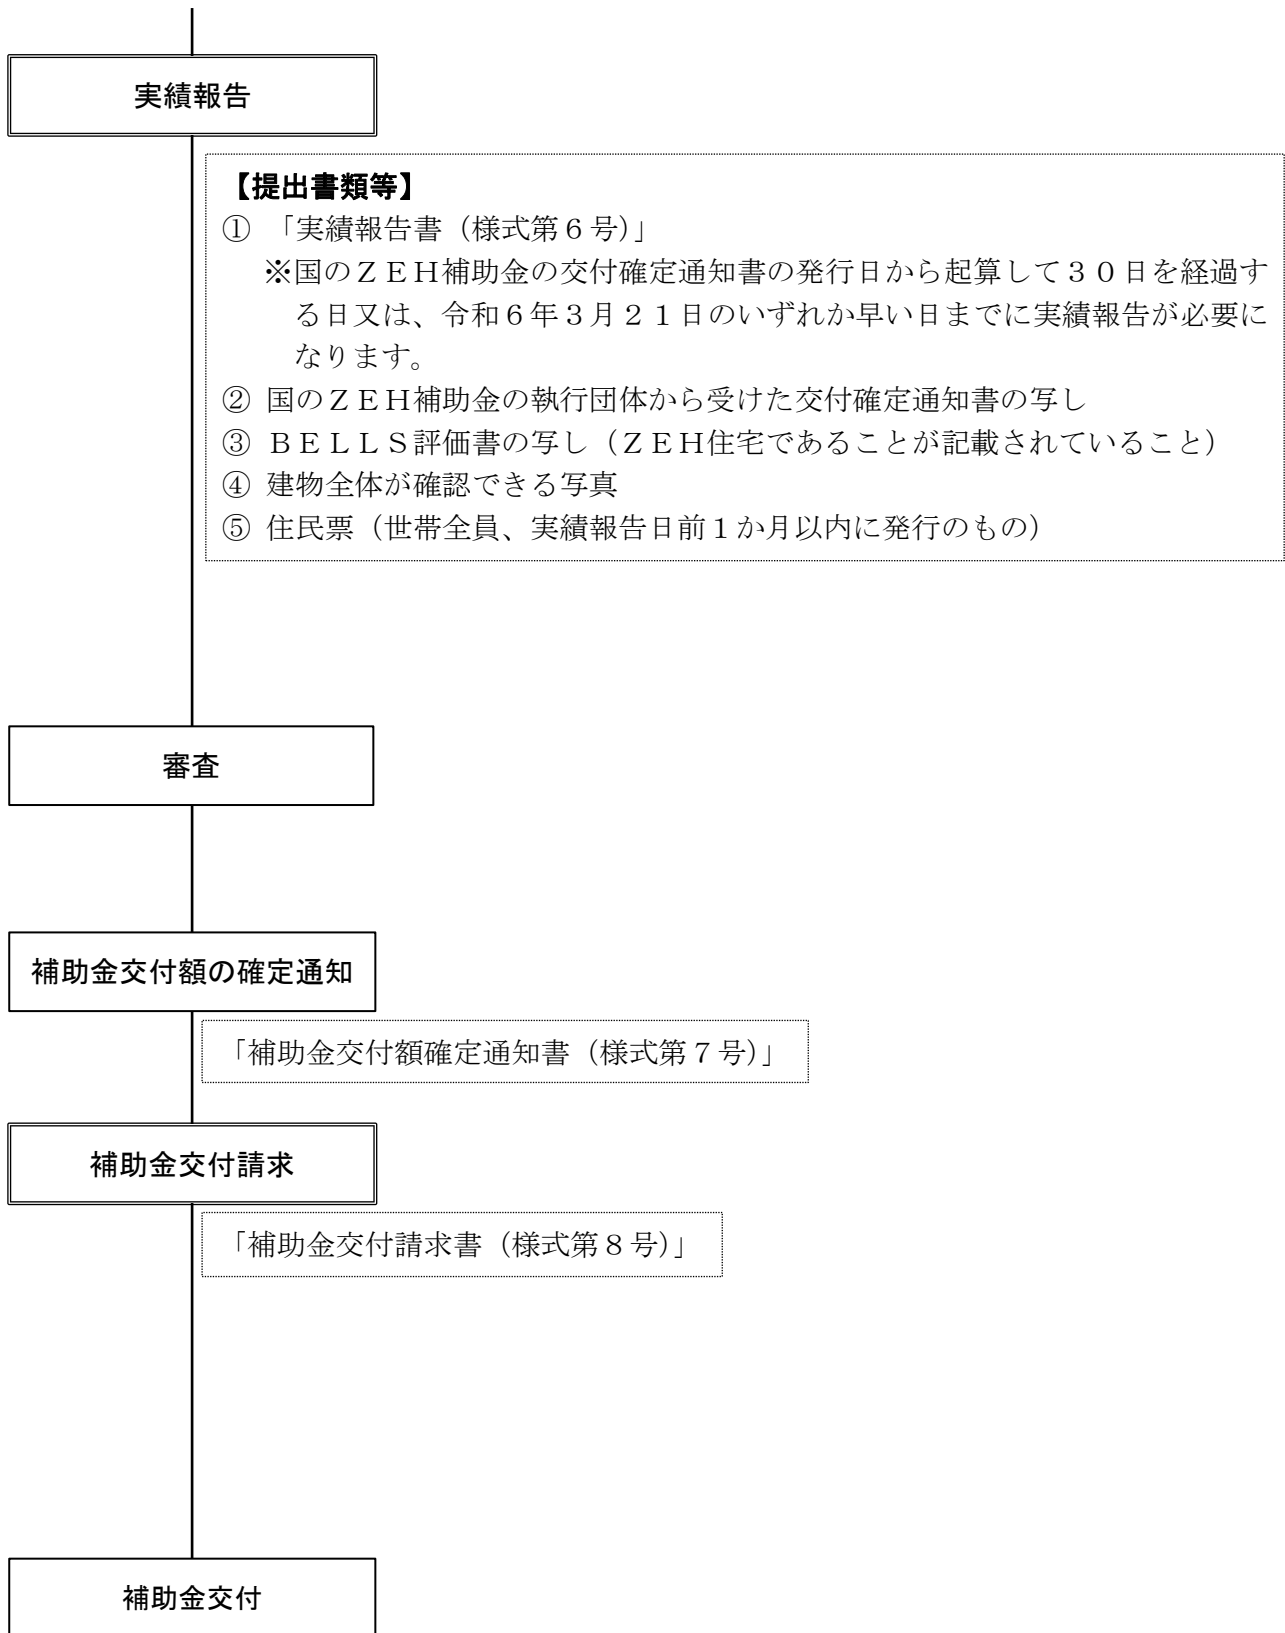 実績報告
【提出書類等】
① 「実績報告書（様式第６号）」
※国のＺＥＨ補助金の交付確定通知書の発行日から起算して３０日を経過す
る日又は、令和６年３月２１日のいずれか早い日までに実績報告が必要に
なります。
② 国のＺＥＨ補助金の執行団体から受けた交付確定通知書の写し
③ ＢＥＬＬＳ評価書の写し（ＺＥＨ住宅であることが記載されていること）
④ 建物全体が確認できる写真
⑤ 住民票（世帯全員、実績報告日前１か月以内に発行のもの）
審査
補助金交付額の確定通知
「補助金交付額確定通知書（様式第７号）」
補助金交付請求
「補助金交付請求書（様式第８号）」
補助金交付